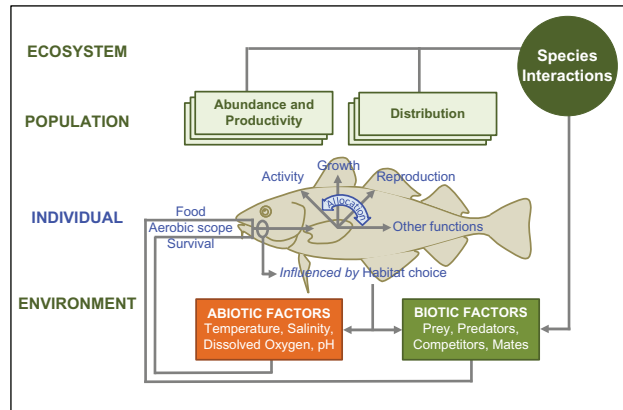 ECOSYSTEM
Species
Interactions
POPULATION
Abundance and
Productivity
Distribution
Growth
Activity
Reproduction
Allocation
INDIVIDUAL
Food
Aerobic scope
Survival
Other functions
Influenced by Habitat choice
ENVIRONMENT
ABIOTIC FACTORS
Temperature, Salinity,
Dissolved Oxygen, pH
BIOTIC FACTORS
Prey, Predators,
Competitors, Mates